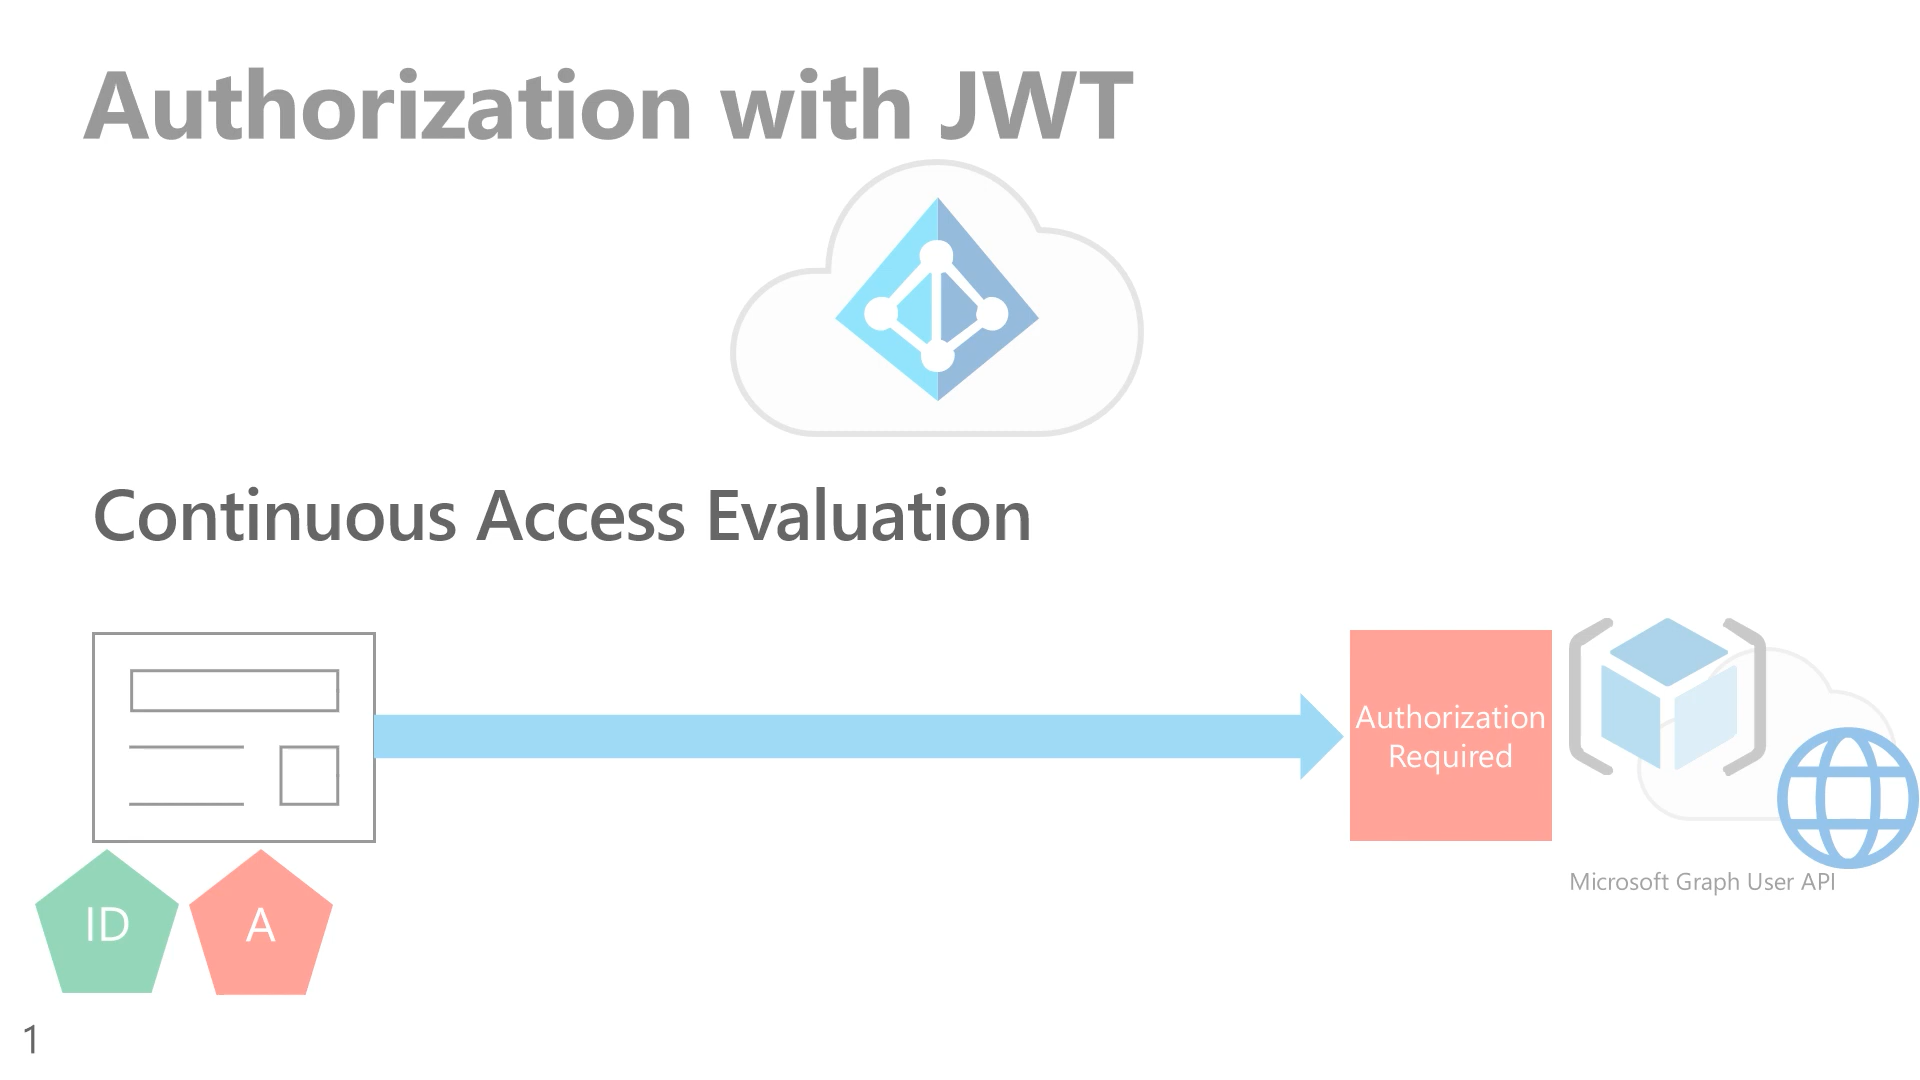 Authorization with JWT
Continuous Access Evaluation
Authorization
Required
Microsoft Graph User API
ID
A
1